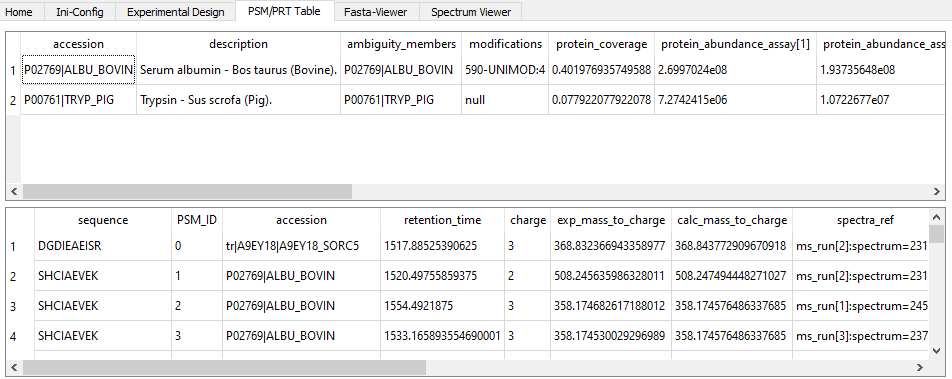 Home Ini-Config Experimental Design PSM/PRT Table Fasta-Viewer Spectrum Viewer
accession description ambiguity_members modifications protein_coverage protein_abundance_assay[1] protein_abundance_ass
1 P02769|ALBU_BOVIN Serum albumin - Bos taurus (Bovine). P02769|ALBU_BOVIN 590-UNIMOD:4 0.401976935749588 2.6997024e08 1.93735648e08
2 P00761|TRYP_PIG Trypsin - Sus scrofa (Pig). P00761|TRYP_PIG null 0.077922077922078 7.2742415e06 1.0722677e07
sequence PSM_ID accession retention_time charge exp_mass_to_charge calc_mass_to_charge spectra_ref
1 DGDIEAEISR 0 tr|A9EY18|A9EY18_SORC5 1517.88525390625 3 368.832366943358977 368.843772909670918 ms_run[2]:spectrum=231
2 SHCIAEVEK 1 P02769|ALBU_BOVIN 1520.49755859375 2 508.245635986328011 508.247494448271027 ms_run[2]:spectrum=231
3 SHCIAEVEK 2 P02769|ALBU_BOVIN 1554.4921875 3 358.174682617188012 358.174576486337685 ms_run[1]:spectrum=245
4 SHCIAEVEK 3 P02769|ALBU_BOVIN 1533.165893554690001 3 358.174530029296989 358.174576486337685 ms_run[3]:spectrum=237